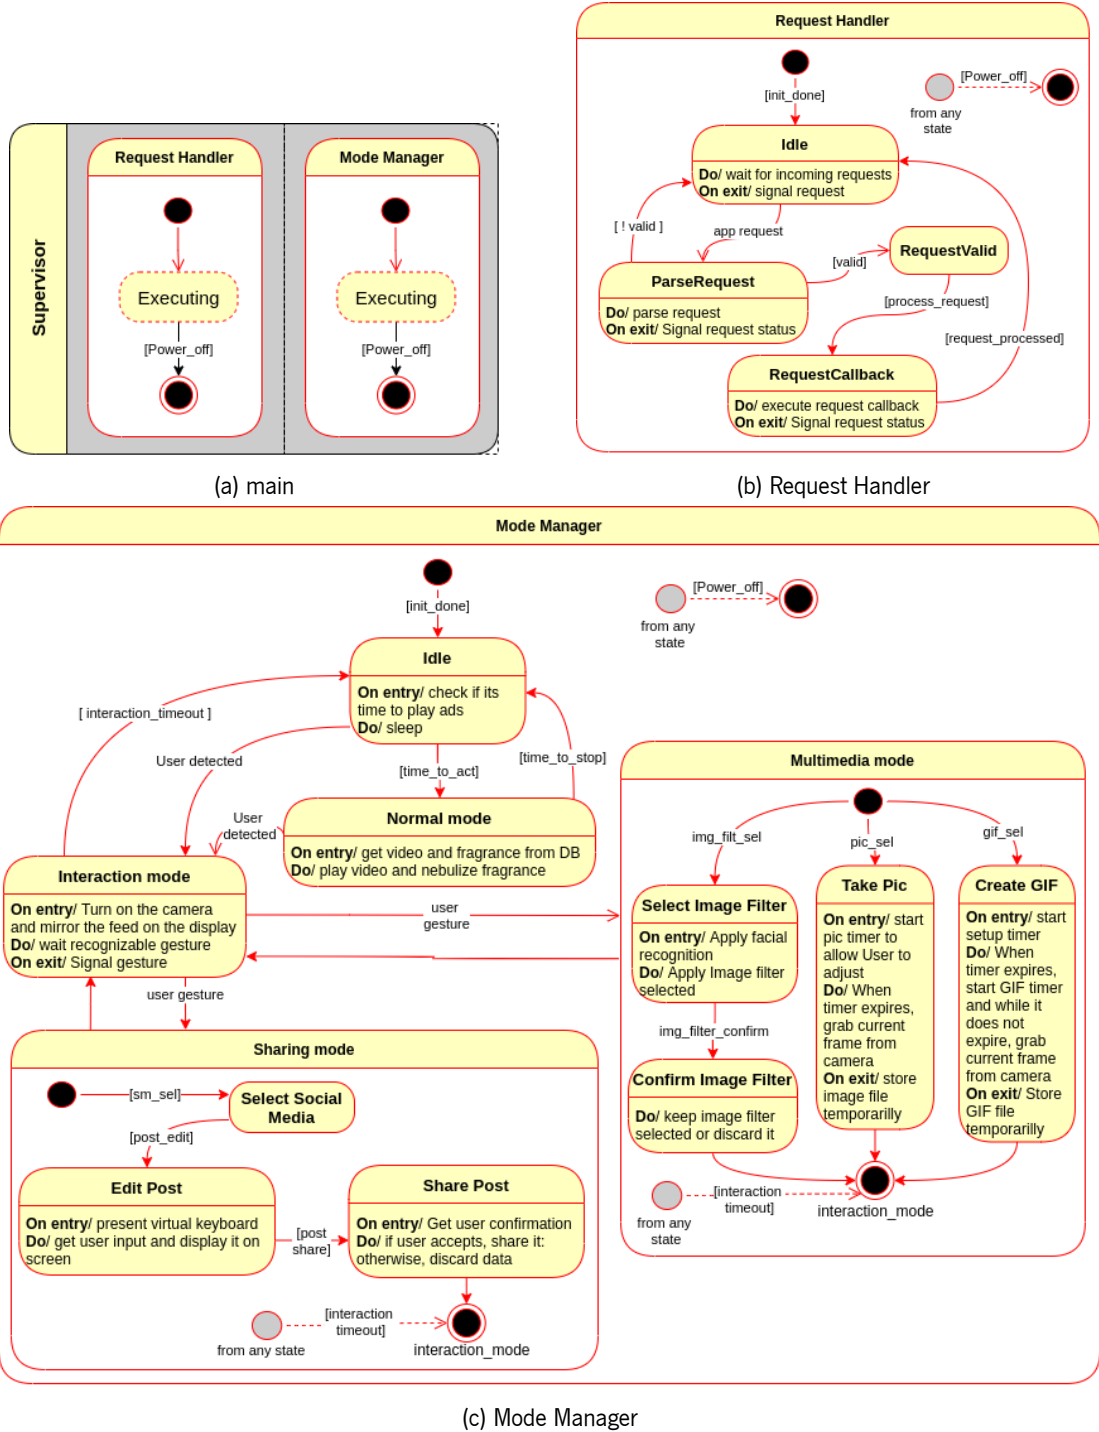 Supervisor
Request Handler
Executing
[Power_off]
Mode Manager
Executing
[Power_off]
(a) main
Request Handler
[init_done]
[Power_off]
from any
state
Idle
Do/ wait for incoming requests
On exit/ signal request
[ ! valid ]
app request
[valid]
RequestValid
ParseRequest
Do/ parse request
On exit/ Signal request status
[process_request]
[request_processed]
RequestCallback
Do/ execute request callback
On exit/ Signal request status
(b) Request Handler
Mode Manager
[init_done]
[Power_off]
from any
state
Idle
On entry/ check if its
time to play ads
Do/ sleep
[ interaction_timeout ]
User detected
[time_to_act]
[time_to_stop]
User
detected
Normal mode
On entry/ get video and fragrance from DB
Do/ play video and nebulize fragrance
Interaction mode
On entry/ Turn on the camera
and mirror the feed on the display
Do/ wait recognizable gesture
On exit/ Signal gesture
user
gesture
user gesture
Multimedia mode
img_filt_sel
pic_sel
gif_sel
Select Image Filter
On entry/ Apply facial
recognition
Do/ Apply Image filter
selected
img_filter_confirm
Confirm Image Filter
Do/ keep image filter
selected or discard it
Take Pic
On entry/ start
pic timer to
allow User to
adjust
Do/ When
timer expires,
grab current
frame from
camera
On exit/ store
image file
temporarilly
Create GIF
On entry/ start
setup timer
Do/ When
timer expires,
start GIF timer
and while it
does not
expire, grab
current frame
from camera
On exit/ Store
GIF file
temporarilly
from any
state
[interaction
timeout]
interaction_mode
Sharing mode
[sm_sel]
Select Social
Media
[post_edit]
Edit Post
On entry/ present virtual keyboard
Do/ get user input and display it on
screen
[post
share]
Share Post
On entry/ Get user confirmation
Do/ if user accepts, share it:
otherwise, discard data
from any state
[interaction
timeout]
interaction_mode
(c) Mode Manager